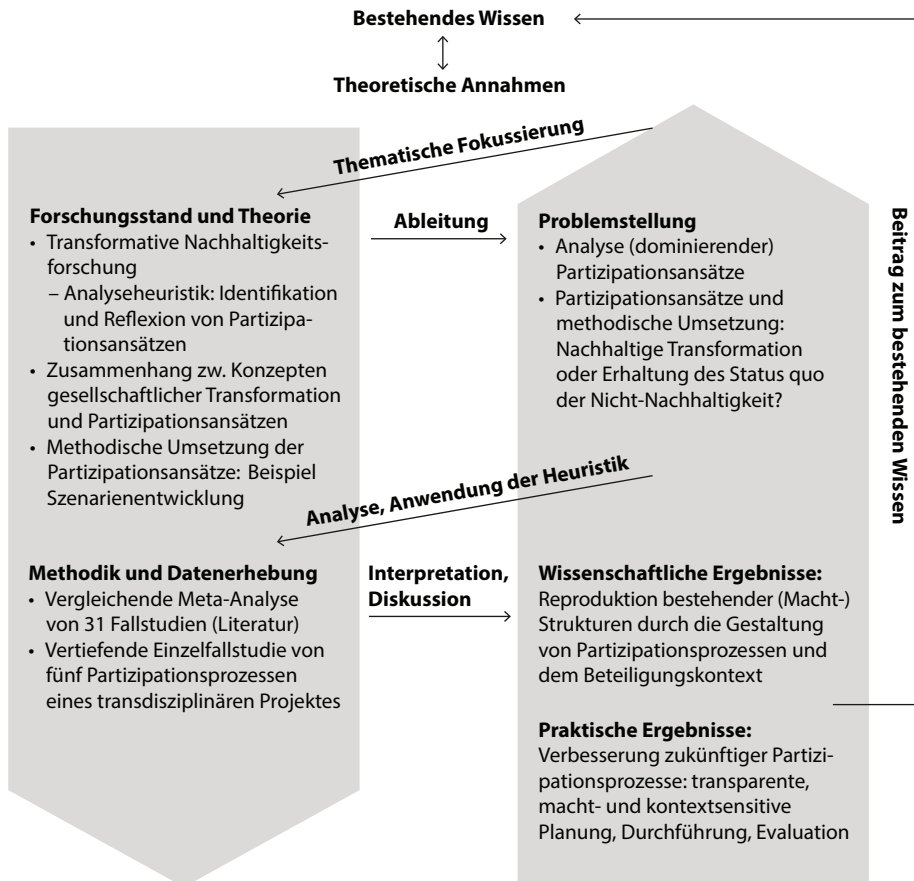 Bestehendes Wissen
Theoretische Annahmen
Thematische Fokussierung
Forschungsstand und Theorie
• Transformative Nachhaltigkeits-
forschung
– Analyseheuristik: Identifikation
und Reflexion von Partizipa-
tionsansätzen
• Zusammenhang zw. Konzepten
gesellschaftlicher Transformation
und Partizipationsansätzen
• Methodische Umsetzung der
Partizipationsansätze: Beispiel
Szenarienentwicklung
Ableitung
Problemstellung
• Analyse (dominierender)
Partizipationsansätze
• Partizipationsansätze und
methodische Umsetzung:
Nachhaltige Transformation
oder Erhaltung des Status quo
der Nicht-Nachhaltigkeit?
Analyse, Anwendung der Heuristik
Methodik und Datenerhebung
• Vergleichende Meta-Analyse
von 31 Fallstudien (Literatur)
• Vertiefende Einzelfallstudie von
fünf Partizipationsprozessen
eines transdisziplinären Projektes
Interpretation,
Diskussion
Wissenschaftliche Ergebnisse:
Reproduktion bestehender (Macht-)
Strukturen durch die Gestaltung
von Partizipationsprozessen und
dem Beteiligungskontext
Praktische Ergebnisse:
Verbesserung zukünftiger Partizi-
pationsprozesse: transparente,
macht- und kontextsensitive
Planung, Durchführung, Evaluation
Beitrag zum bestehenden Wissen